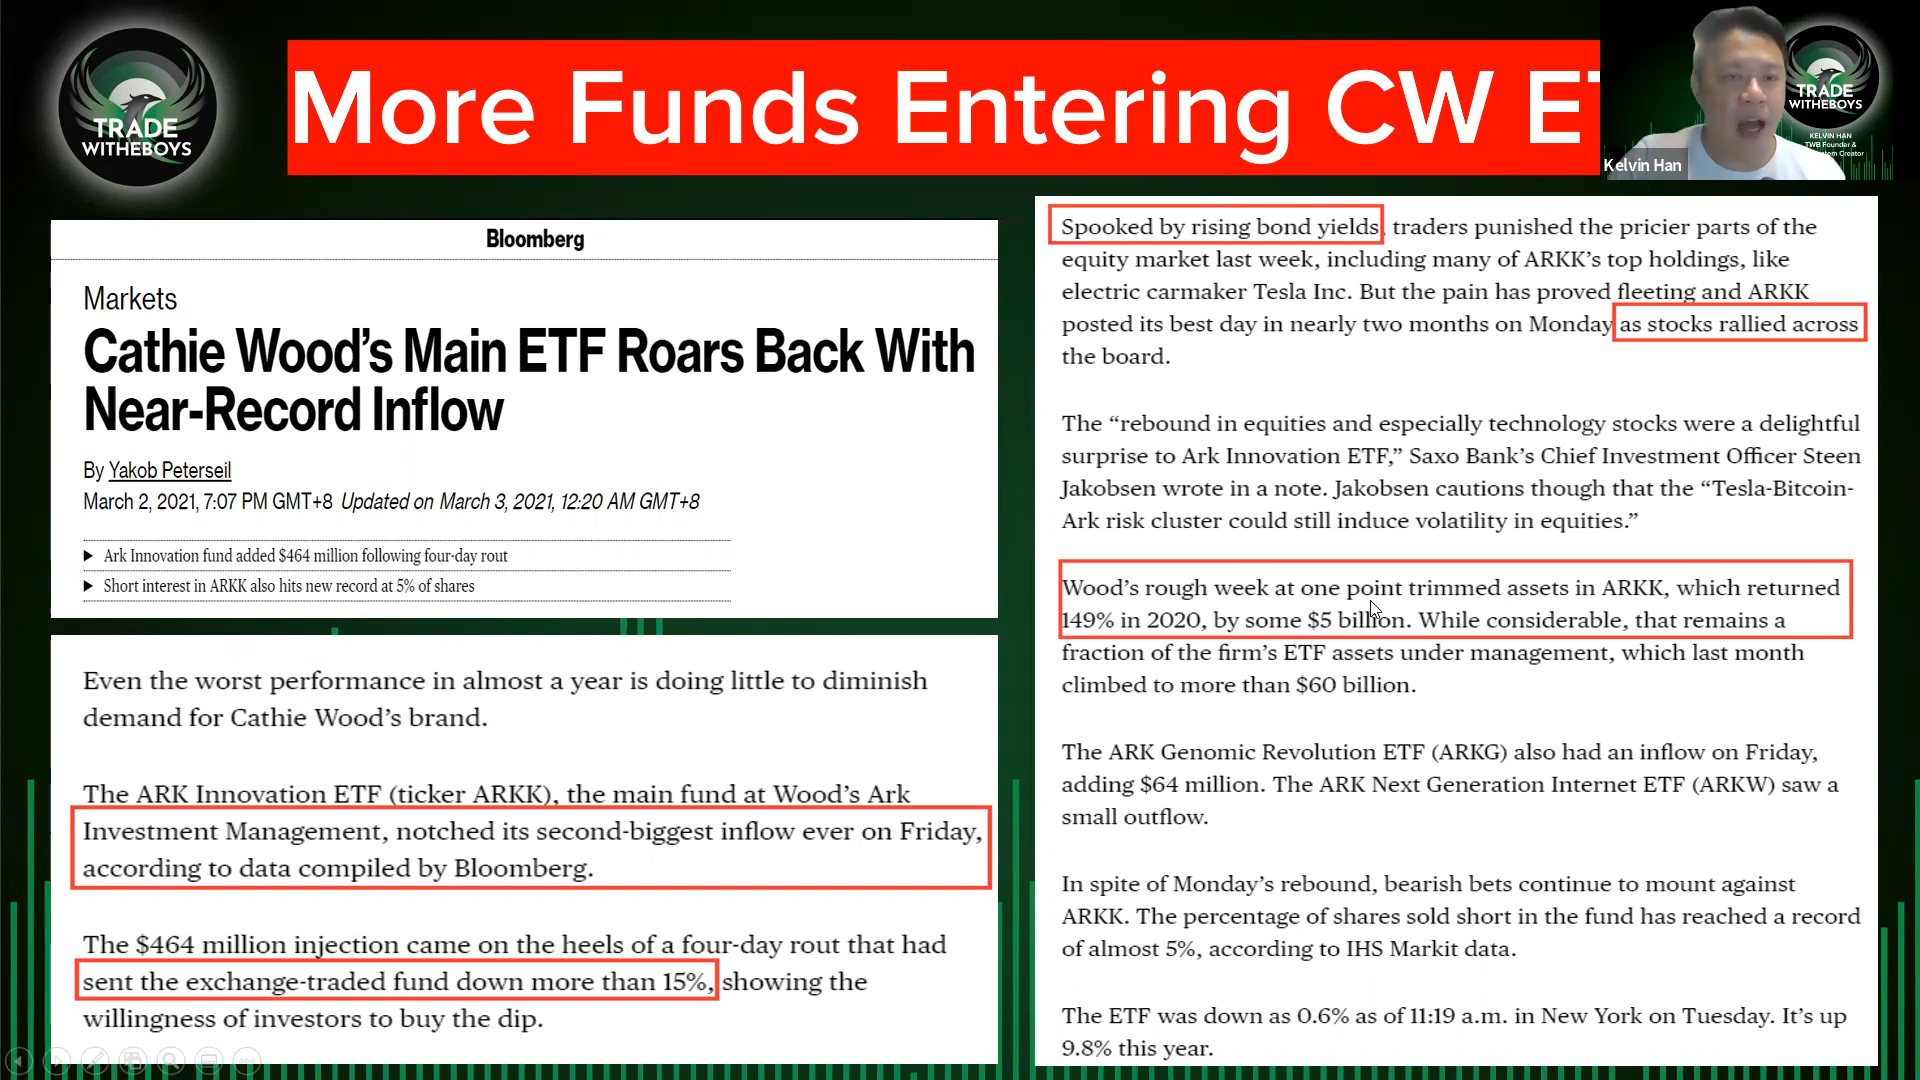 TRADE
WITHEBOYS
More Funds Entering CW E
TRADE
WITHEBOYS
KELVIN HAN
TWB Founder &
Creator
Kelvin Han
Bloomberg
Markets
Cathie Wood’s Main ETF Roars Back With
Near-Record Inflow
By Yakob Peterseil
March 2, 2021, 7:07 PM GMT+8 Updated on March 3, 2021, 12:20 AM GMT+8
Ark Innovation fund added $464 million following four-day rout
Short interest in ARKK also hits new record at 5% of shares
Even the worst performance in almost a year is doing little to diminish
demand for Cathie Wood’s brand.
The ARK Innovation ETF (ticker ARKK), the main fund at Wood’s Ark
Investment Management, notched its second-biggest inflow ever on Friday,
according to data compiled by Bloomberg.
The $464 million injection came on the heels of a four-day rout that had
sent the exchange-traded fund down more than 15%, showing the
willingness of investors to buy the dip.
Spooked by rising bond yields, traders punished the pricier parts of the
equity market last week, including many of ARKK’s top holdings, like
electric carmaker Tesla Inc. But the pain has proved fleeting and ARKK
posted its best day in nearly two months on Monday as stocks rallied across
the board.
The “rebound in equities and especially technology stocks were a delightful
surprise to Ark Innovation ETF,” Saxo Bank’s Chief Investment Officer Steen
Jakobsen wrote in a note. Jakobsen cautions though that the “Tesla-Bitcoin-
Ark risk cluster could still induce volatility in equities.”
Wood’s rough week at one point trimmed assets in ARKK, which returned
149% in 2020, by some $5 billion. While considerable, that remains a
fraction of the firm’s ETF assets under management, which last month
climbed to more than $60 billion.
The ARK Genomic Revolution ETF (ARKG) also had an inflow on Friday,
adding $64 million. The ARK Next Generation Internet ETF (ARKW) saw a
small outflow.
In spite of Monday’s rebound, bearish bets continue to mount against
ARKK. The percentage of shares sold short in the fund has reached a record
of almost 5%, according to IHS Markit data.
The ETF was down as 0.6% as of 11:19 a.m. in New York on Tuesday. It’s up
9.8% this year.